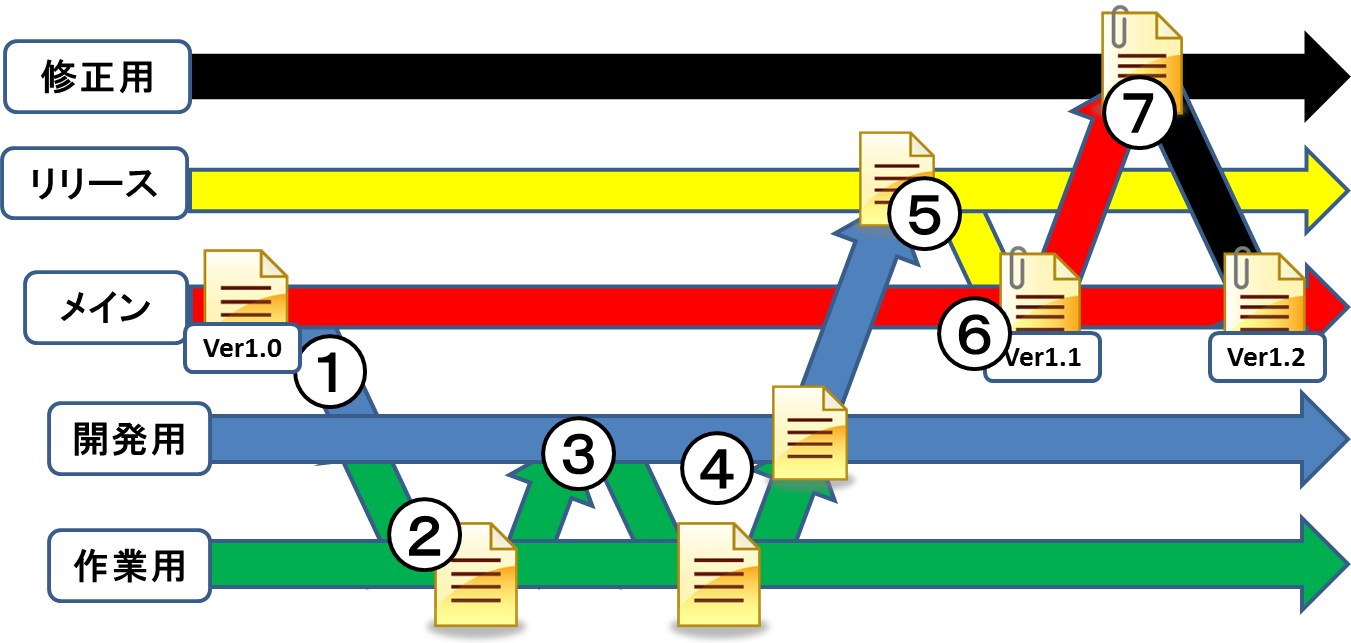 修正用
⑦
リリース
⑤
メイン
Ver1.0
①
⑥
Ver1.1
Ver1.2
開発用
③
④
作業用
②